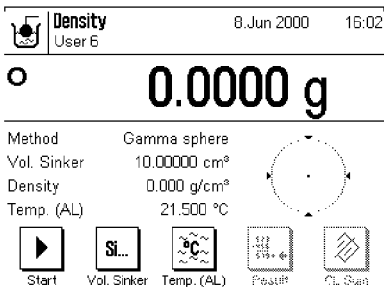 Density 8.Jun 2000 16:02
User 6
0.0000 g
Method Gamma sphere
Vol. Sinker 10.00000 cm³
Density 0.000 g/cm³
Temp. (AL) 21.500 °C
Si... °C
Start Vol. Sinker Temp. (AL) Result